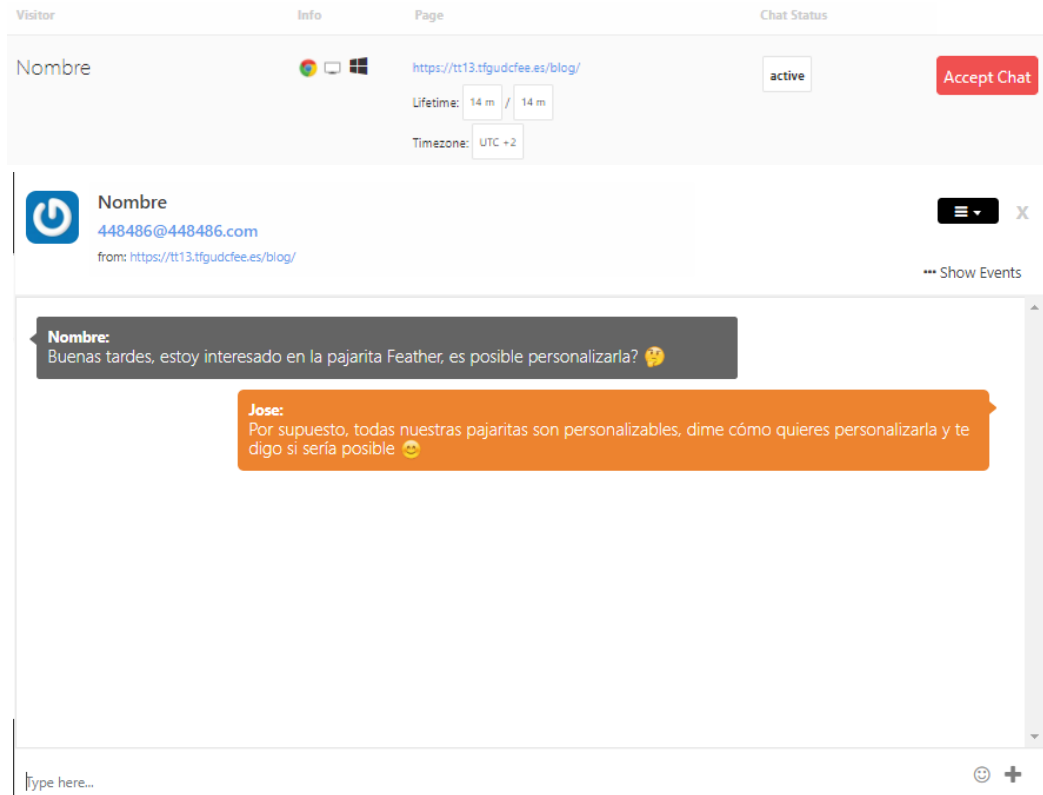 Visitor Info Page Chat Status
Nombre
https://tt13.tfgudcfee.es/blog/
active
Accept Chat
Lifetime: 14 m / 14 m
Timezone: UTC +2
Nombre
448486@448486.com
from: https://tt13.tfgudcfee.es/blog/
X
••• Show Events
Nombre:
Buenas tardes, estoy interesado en la pajarita Feather, es posible personalizarla? 🤔
Jose:
Por supuesto, todas nuestras pajaritas son personalizables, dime cómo quieres personalizarla y te
digo si sería posible 😊
Type here...